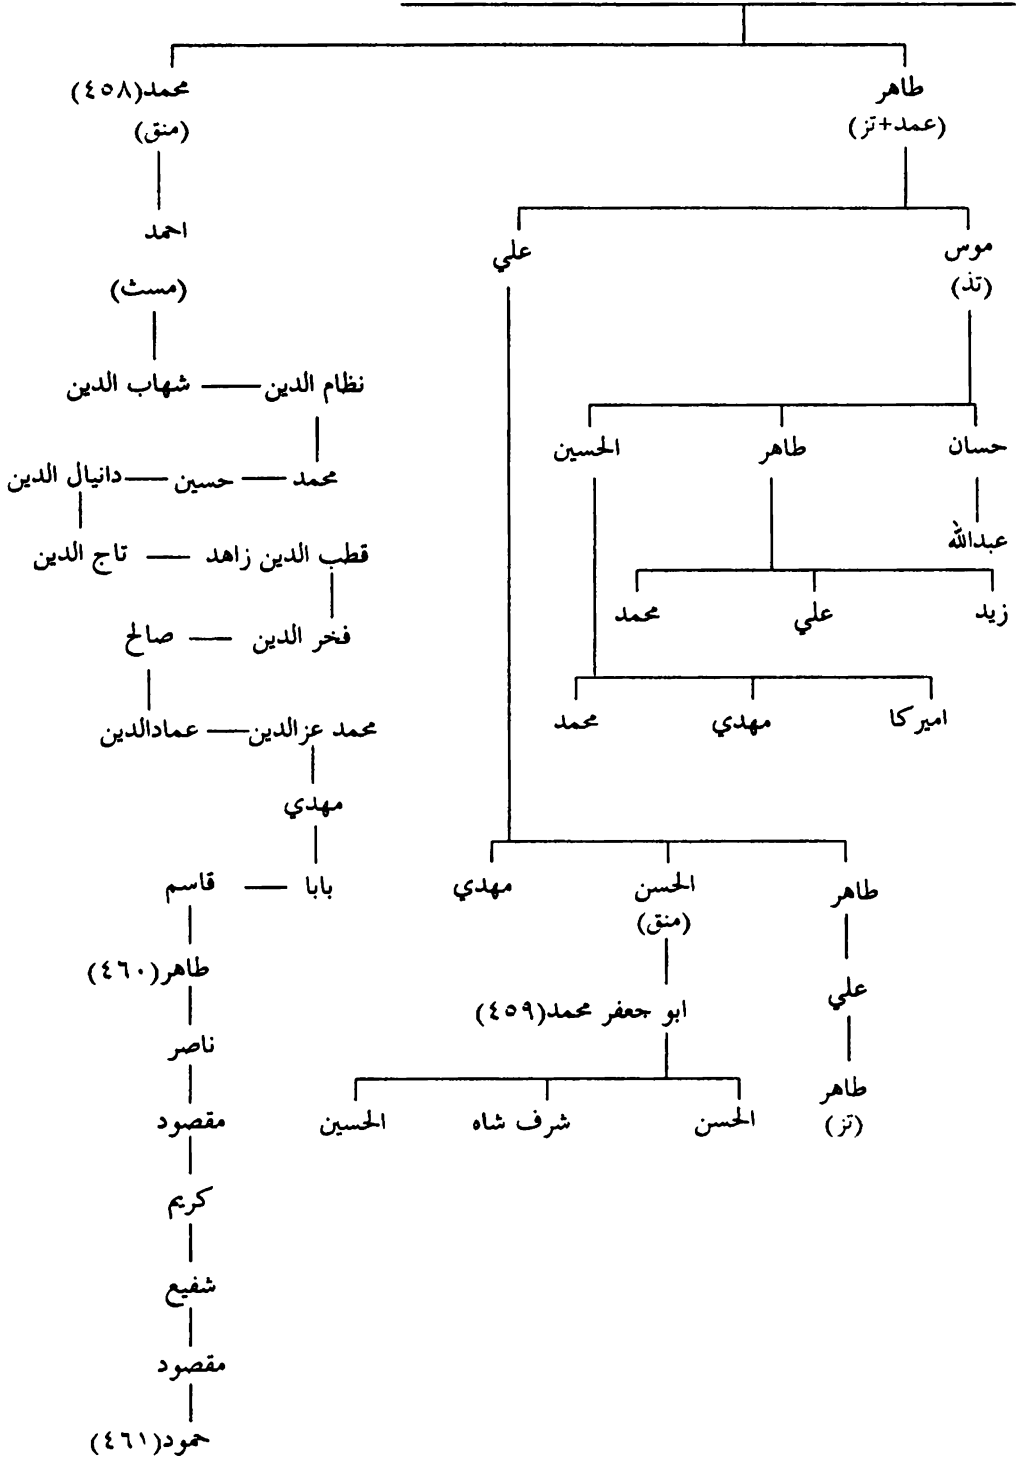 طاهر محمد(٤٥٨)
(عمد+تز) (منق)
احمد
موس علي
(تذ) (مسث)
نظام الدين شهاب الدين
حسان طاهر الحسين
محمد حسين دانيال الدين
عبدالله
قطب الدين زاهد تاج الدين
زيد علي محمد
فخر الدين صالح
اميركا مهدي محمد
محمد عزالدين عمادالدين
مهدي
طاهر الحسن مهدي بابا قاسم
(منق)
طاهر(٤٦٠)
علي
ابو جعفر محمد(٤٥٩)
ناصر
طاهر
(تز)
الحسن شرف شاه الحسين مقصود
كريم
شفيع
مقصود
حمود(٤٦١)